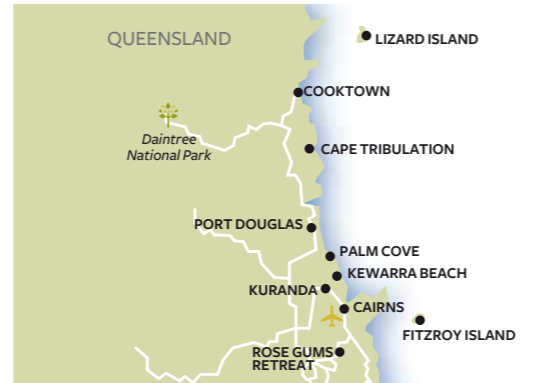 QUEENSLAND
LIZARD ISLAND
COOKTOWN
Daintree
National Park
CAPE TRIBULATION
PORT DOUGLAS
PALM COVE
KEWARRA BEACH
KURANDA
CAIRNS
FITZROY ISLAND
ROSE GUMS
RETREAT